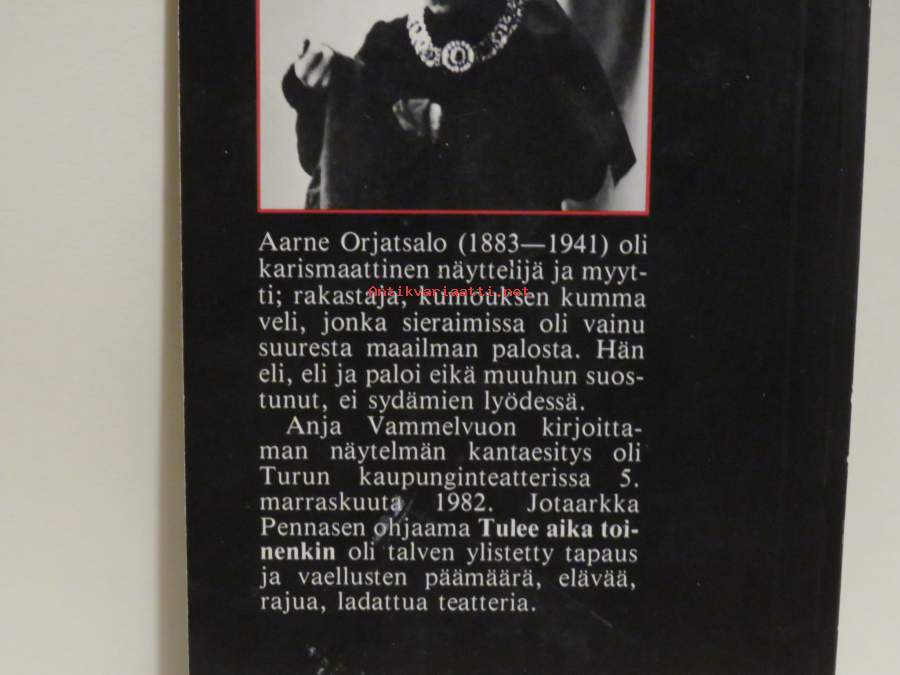 Aarne Orjatsalo (1883—1941) oli
karismaattinen näyttelijä ja myyt-
Antikvariaatti.net
ti; rakastaja, kumouksen kumma
veli, jonka sieraimissa oli vainu
suuresta maailman palosta. Hän
eli, eli ja paloi eikä muuhun suos-
tunut, ei sydämien lyödessä.
Anja Vammelvuon kirjoitta-
man näytelmän kantaesitys oli
Turun kaupunginteatterissa 5.
marraskuuta 1982. Jotaarkka
Pennasen ohjaama Tulee aika toi-
nenkin oli talven ylistetty tapaus
ja vaellusten päämäärä, elävää,
rajua, ladattua teatteria.